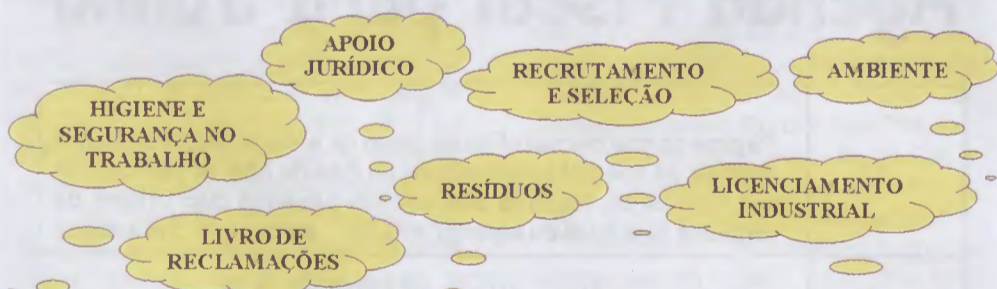 APOIO
JURÍDICO
RECRUTAMENTO
E SELEÇÃO
AMBIENTE
HIGIENE E
SEGURANÇA NO
TRABALHO
RESÍDUOS
LICENCIAMENTO
INDUSTRIAL
LIVRO DE
RECLAMAÇÕES